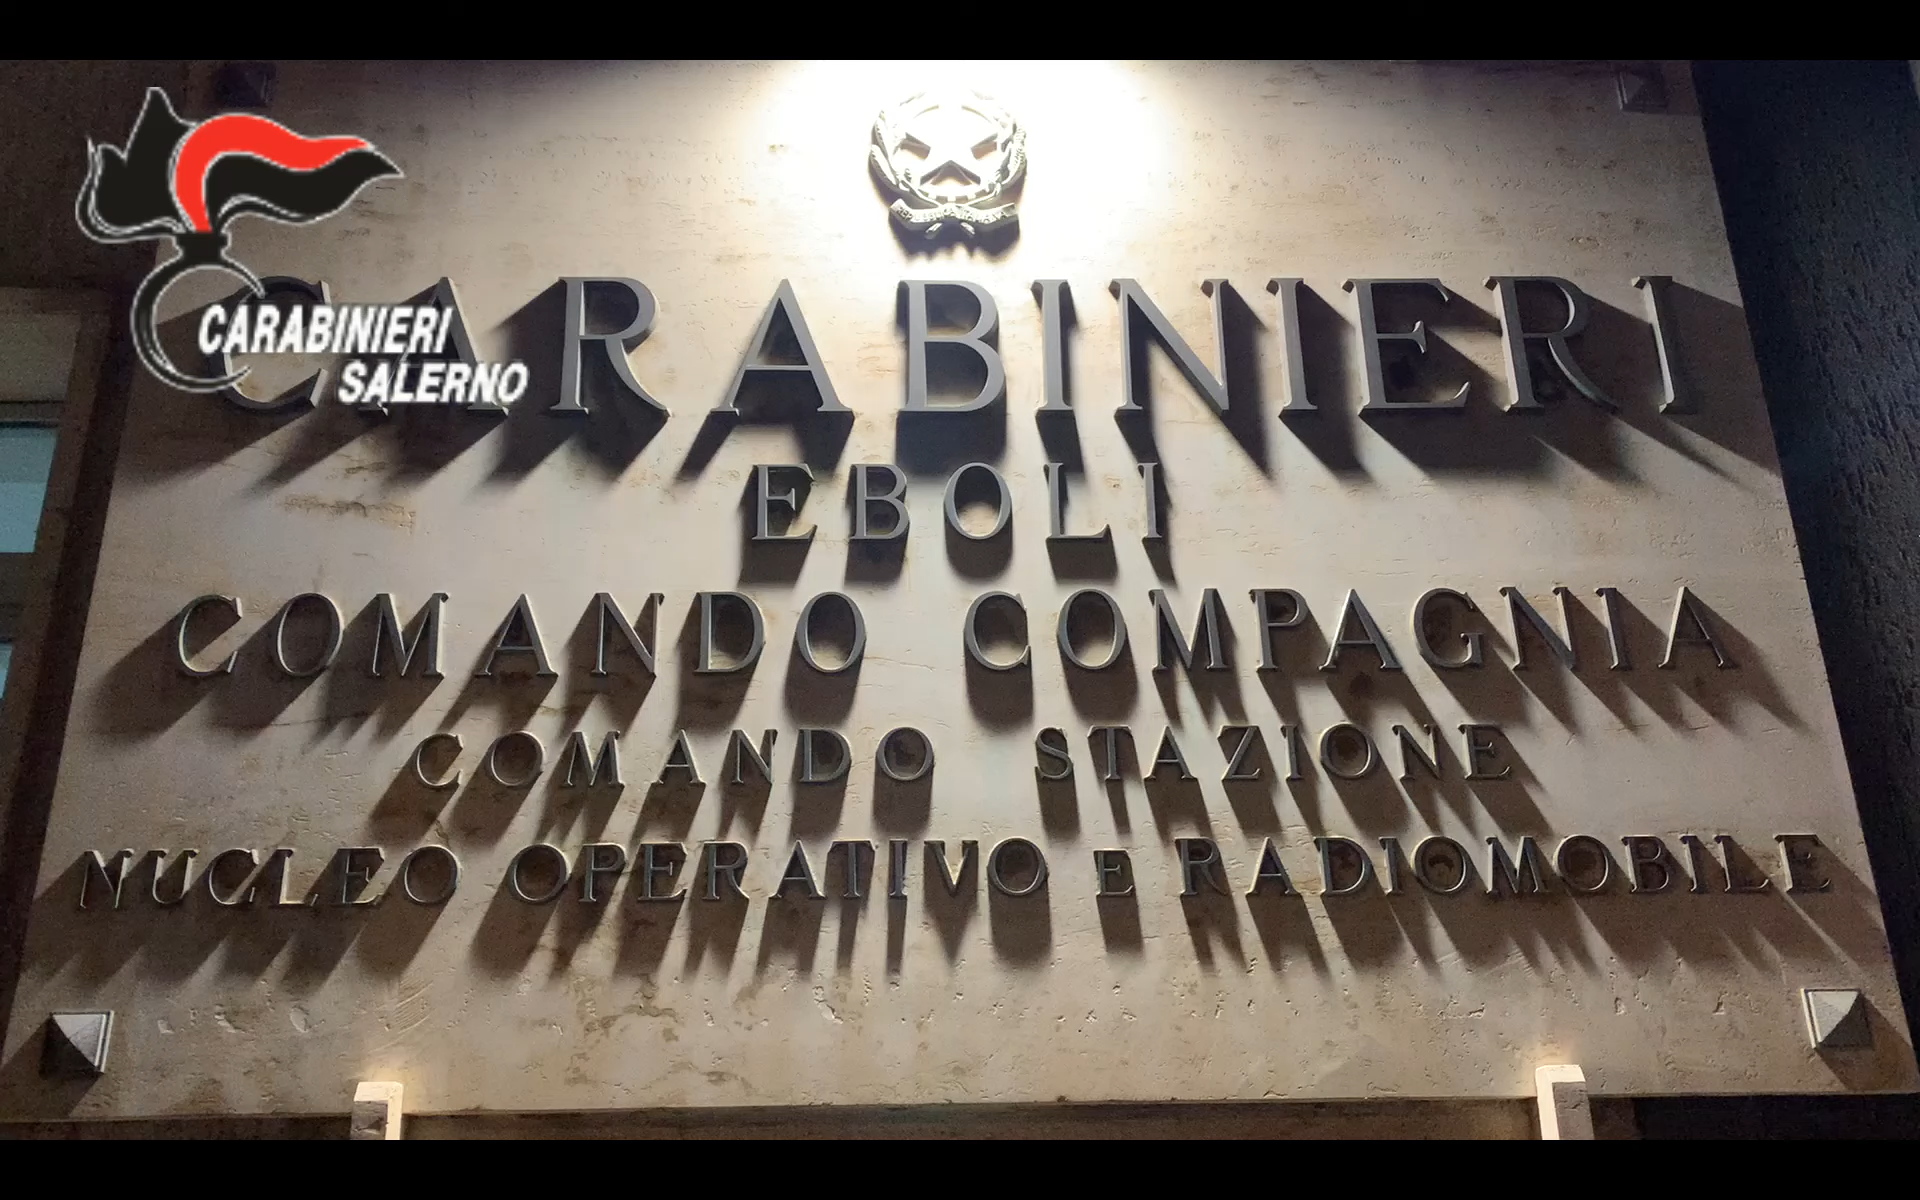 CARABINIERI
SALERNO
CARABINIERI
EBOLI
COMANDO COMPAGNIA
COMANDO STAZIONE
NUCLEO OPERATIVO E RADIOMOBILE